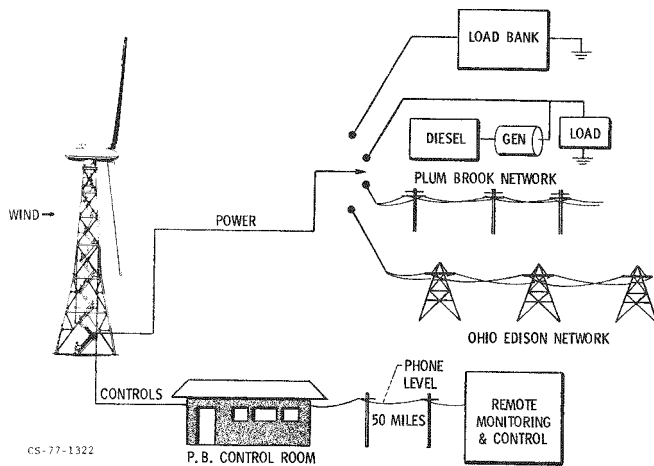 LOAD BANK
DIESEL
GEN
LOAD
PLUM BROOK NETWORK
WIND
POWER
OHIO EDISON NETWORK
CONTROLS
PHONE
LEVEL
50 MILES
REMOTE
MONITORING
& CONTROL
P. B. CONTROL ROOM
CS-77-1322